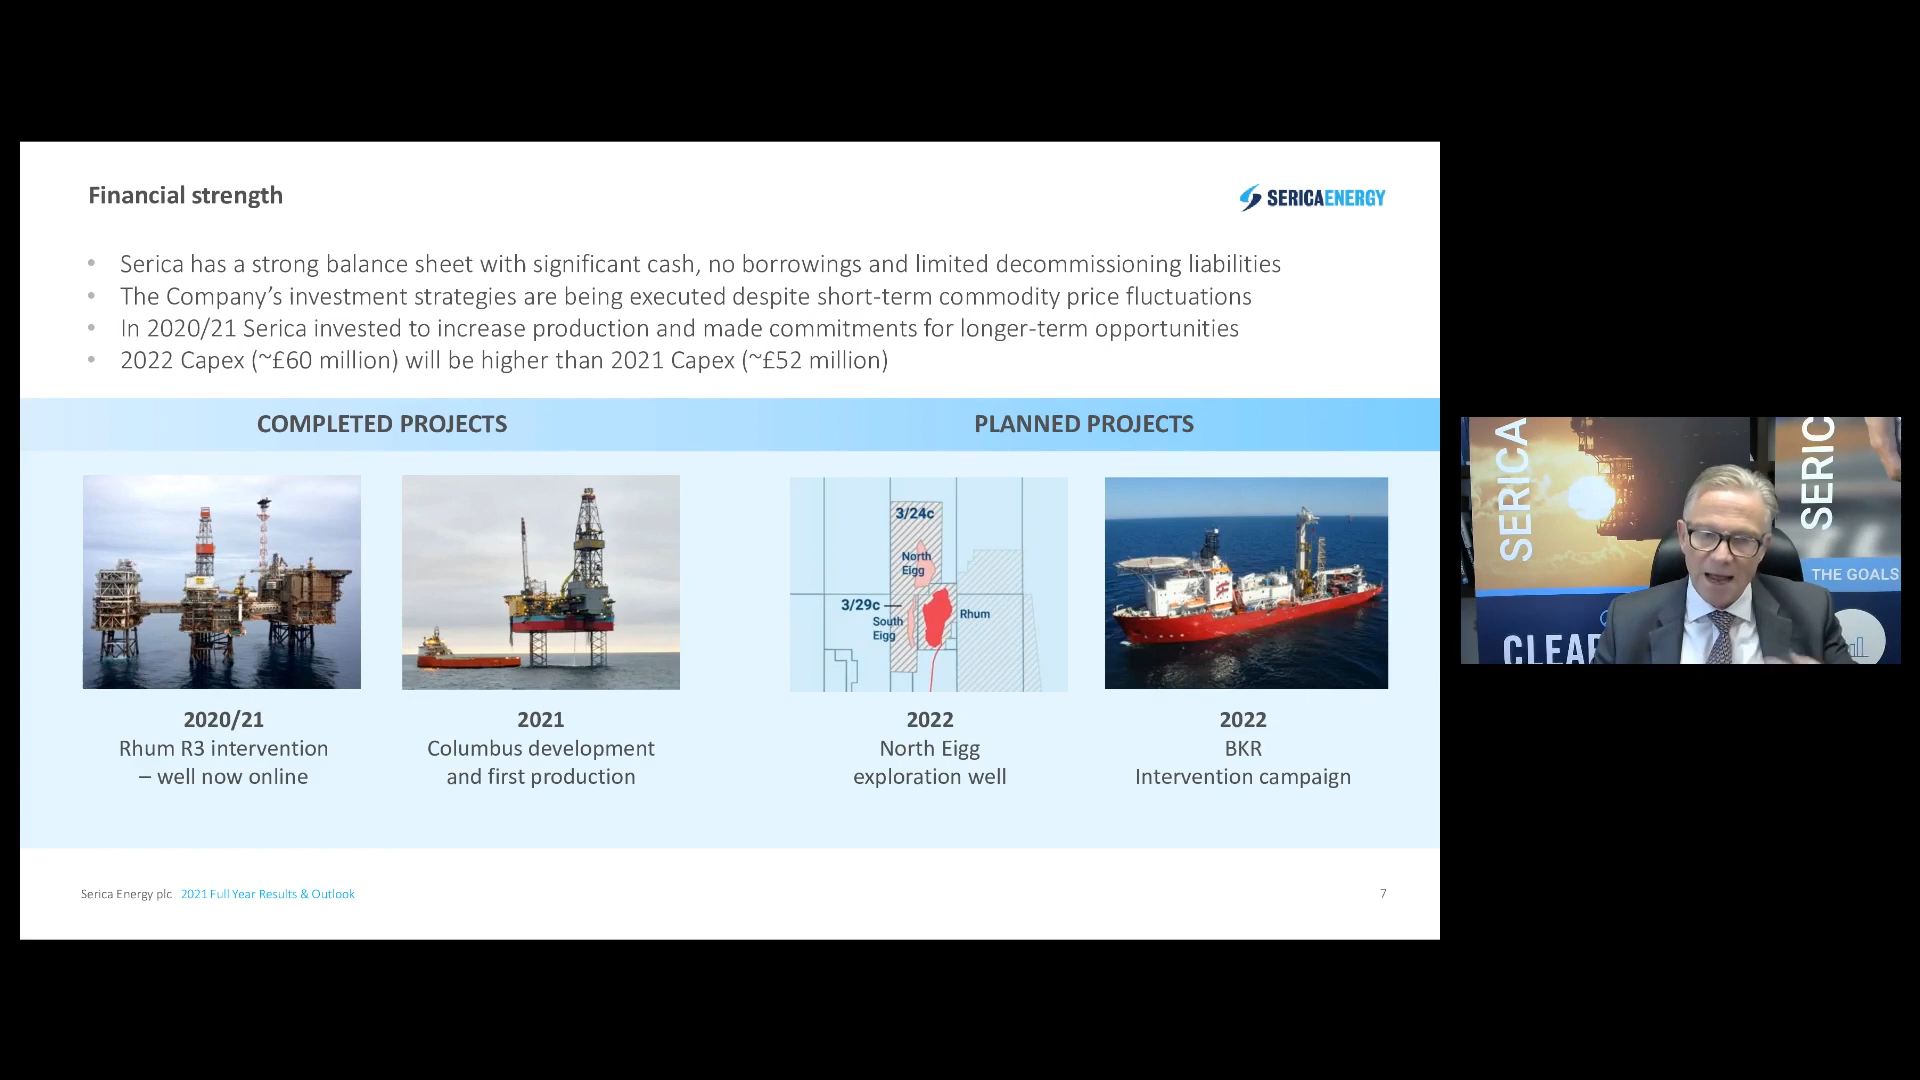 Financial strength
SERICAENERGY
• Serica has a strong balance sheet with significant cash, no borrowings and limited decommissioning liabilities
• The Company’s investment strategies are being executed despite short-term commodity price fluctuations
• In 2020/21 Serica invested to increase production and made commitments for longer-term opportunities
• 2022 Capex (~£60 million) will be higher than 2021 Capex (~£52 million)
COMPLETED PROJECTS
PLANNED PROJECTS
3/24c
North
Eigg
3/29c
South
Eigg
Rhum
2020/21
Rhum R3 intervention
– well now online
2021
Columbus development
and first production
2022
North Eigg
exploration well
2022
BKR
Intervention campaign
Serica Energy plc 2021 Full Year Results & Outlook
7
SERICA
SERIC
THE GOALS
CLEAR